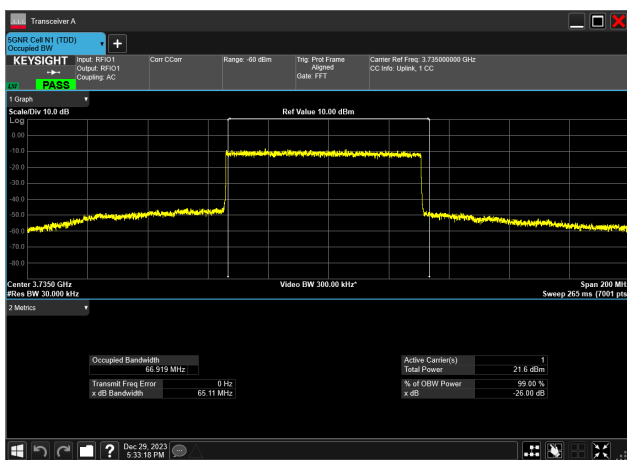 Transceiver A
5GNR Cell N1 (TDD)
Occupied BW
KEYSIGHT
Input: RFIO1
Output: RFIO1
Coupling: AC
Corr CCorr
Range: -60 dBm
Trig: Prot Frame
Aligned
Gate: FFT
Carrier Ref Freq: 3.735000000 GHz
CC Info: Uplink, 1 CC
PASS
1 Graph
Scale/Div 10.0 dB
Ref Value 10.00 dBm
Log
0.00
-10.0
-20.0
-30.0
-40.0
-50.0
-60.0
-70.0
-80.0
Center 3.7350 GHz
Video BW 300.00 kHz*
Span 200 MH
#Res BW 30.000 kHz
Sweep 265 ms (7001 pts
2 Metrics
Occupied Bandwidth
66.919 MHz
Active Carrier(s) 1
Total Power 21.6 dBm
Transmit Freq Error 0 Hz
x dB Bandwidth 65.11 MHz
% of OBW Power 99.00 %
x dB -26.00 dB
Dec 29, 2023
5:33:18 PM